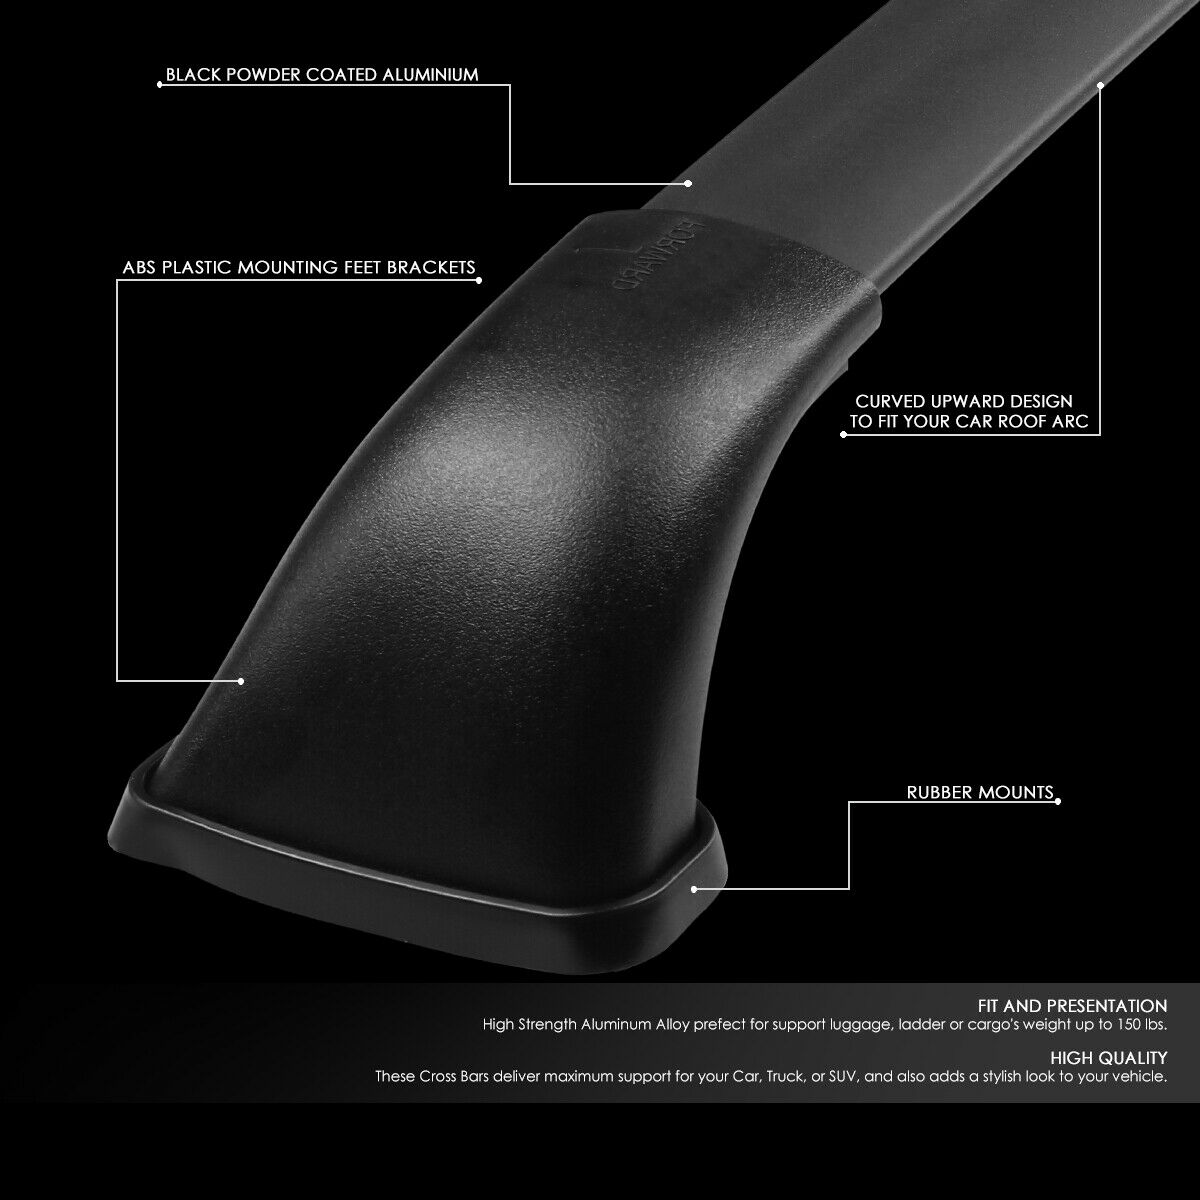 BLACK POWDER COATED ALUMINIUM
FORWARD
ABS PLASTIC MOUNTING FEET BRACKETS
CURVED UPWARD DESIGN
TO FIT YOUR CAR ROOF ARC
RUBBER MOUNTS
FIT AND PRESENTATION
High Strength Aluminum Alloy prefect for support luggage, ladder or cargo's weight up to 150 lbs.
HIGH QUALITY
These Cross Bars deliver maximum support for your Car, Truck, or SUV, and also adds a stylish look to your vehicle.